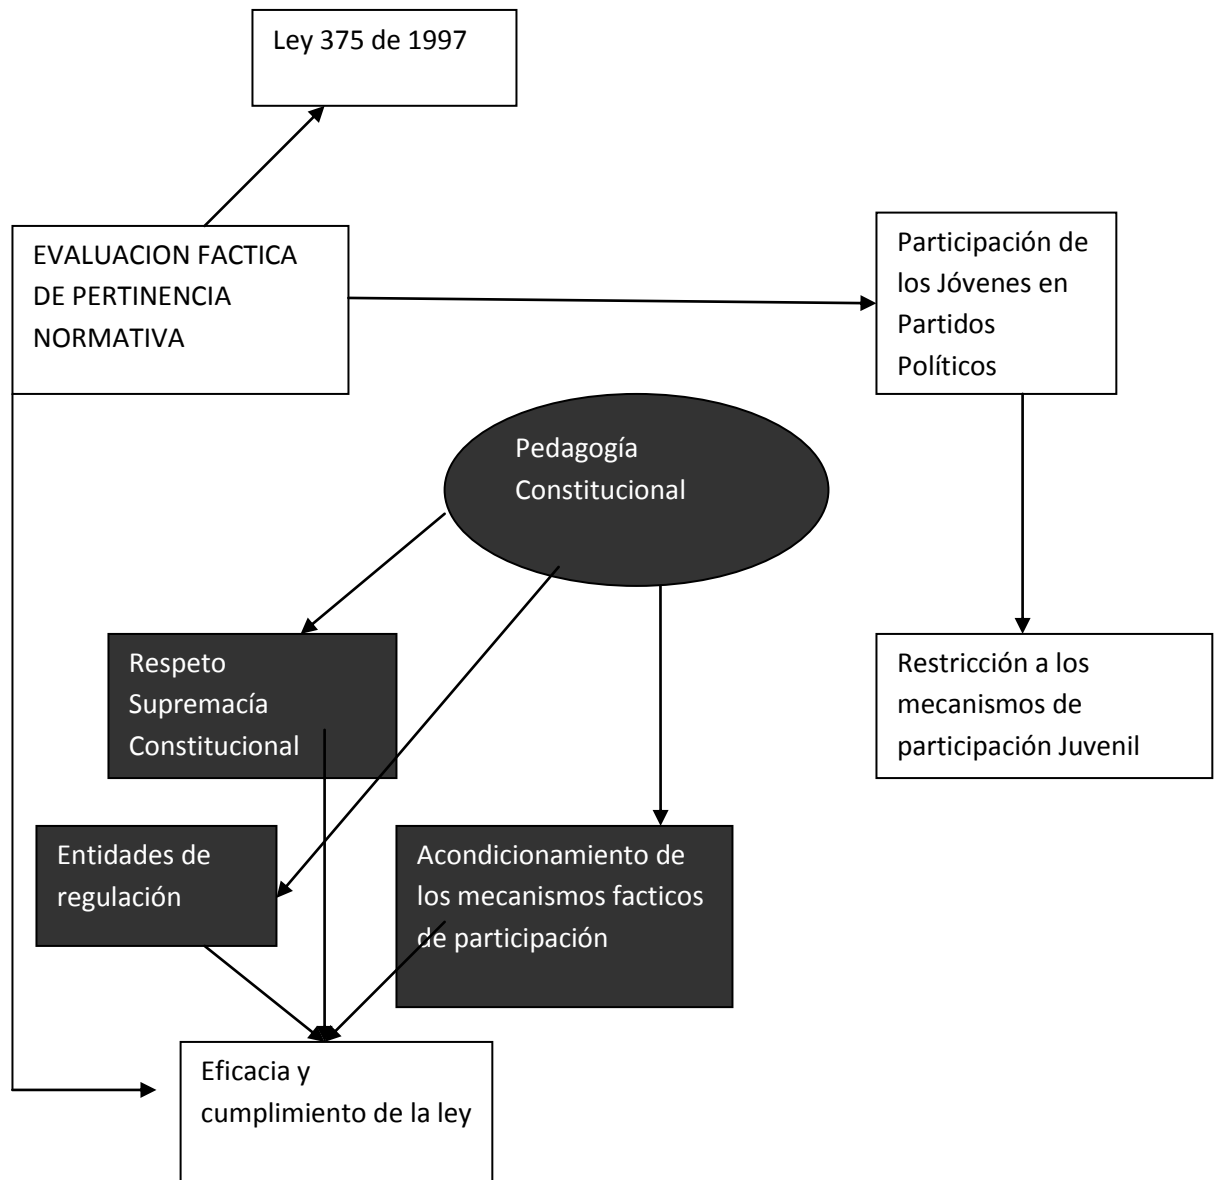 Ley 375 de 1997
EVALUACION FACTICA
DE PERTINENCIA
NORMATIVA
Participación de
los Jóvenes en
Partidos
Políticos
Pedagogía
Constitucional
Respeto
Supremacía
Constitucional
Restricción a los
mecanismos de
participación Juvenil
Entidades de
regulación
Acondicionamiento de
los mecanismos facticos
de participación
Eficacia y
cumplimiento de la ley